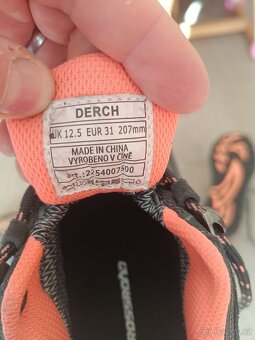 DERCH
UK 12.5 EUR 31 207mm
MADE IN CHINA
VYROBENO V ČÍNĚ